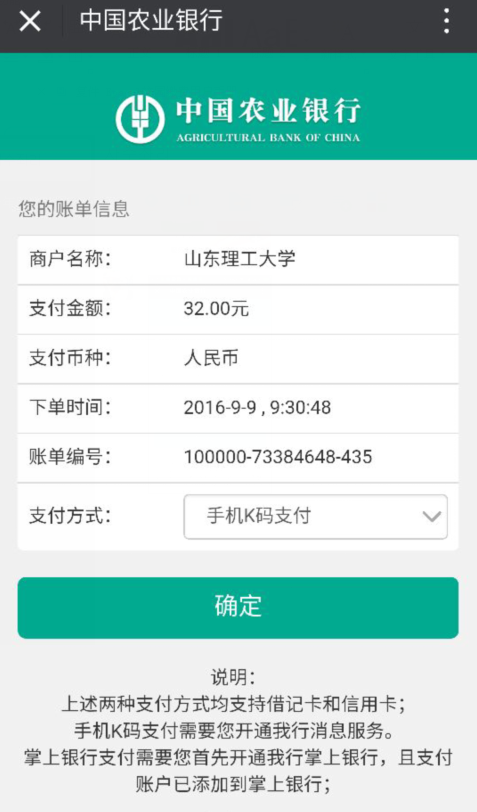 中国农业银行
中国农业银行
AGRICULTURAL BANK OF CHINA
您的账单信息
商户名称： 山东理工大学
支付金额： 32.00元
支付币种： 人民币
下单时间： 2016-9-9 , 9:30:48
账单编号： 100000-73384648-435
支付方式： 手机K码支付
确定
说明：
上述两种支付方式均支持借记卡和信用卡；
手机K码支付需要您开通我行消息服务。
掌上银行支付需要您首先开通我行掌上银行，且支付
账户已添加到掌上银行；